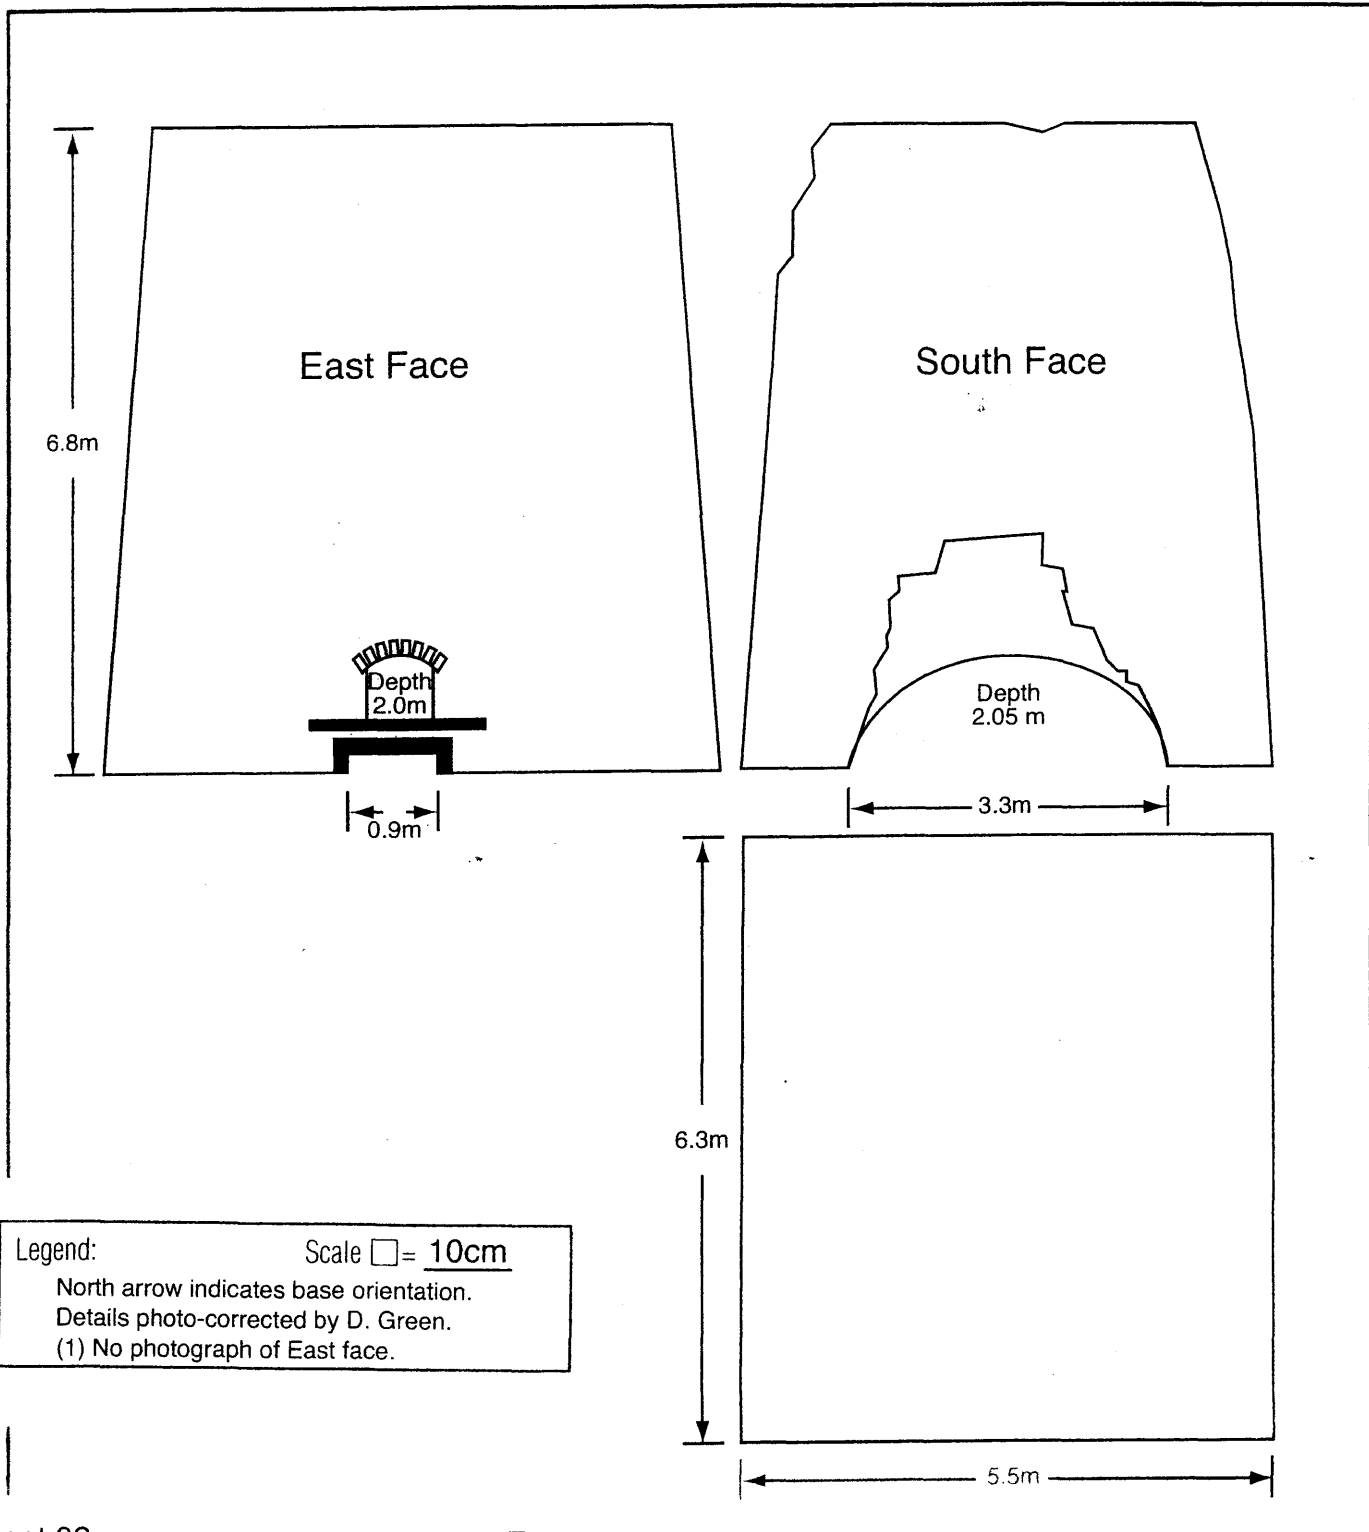 East Face
South Face
6.8m
Depth
2.0m
Depth
2.05 m
0.9m
3.3m
6.3m
Legend: Scale □= 10cm
North arrow indicates base orientation.
Details photo-corrected by D. Green.
(1) No photograph of East face.
5.5m